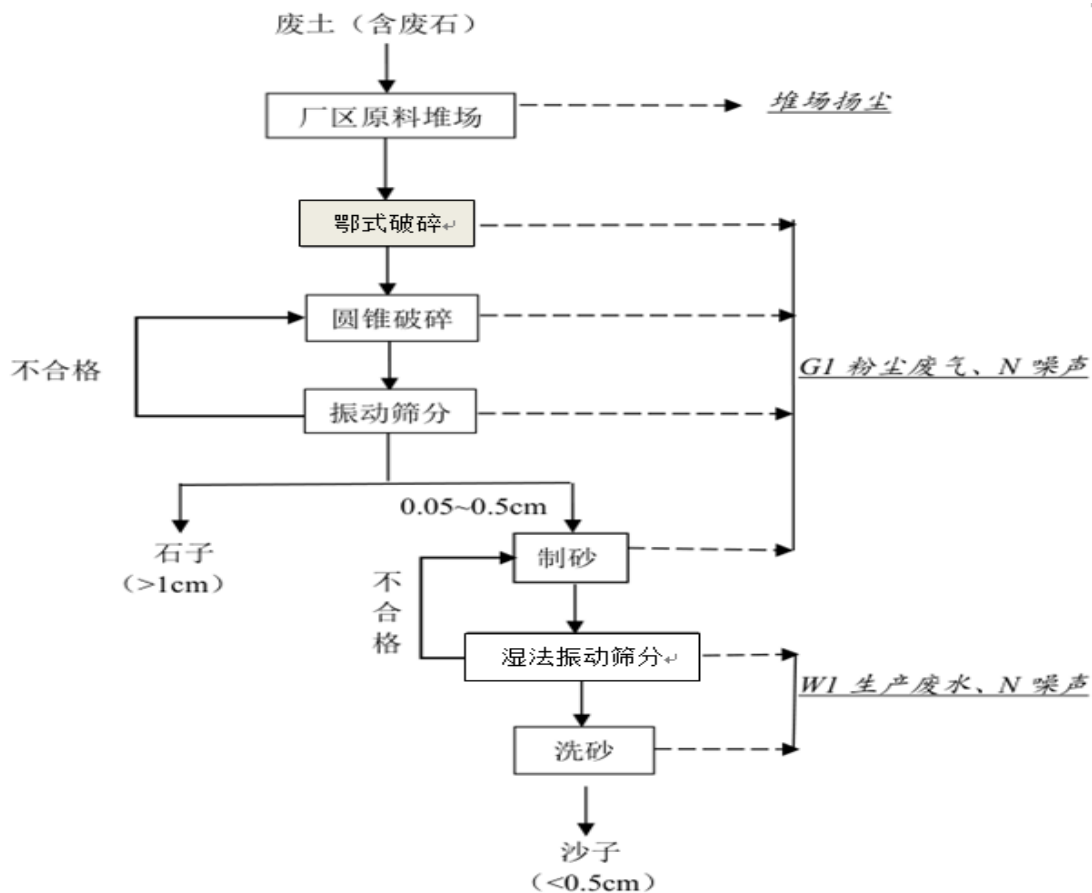 废土（含废石）
厂区原料堆场
堆场扬尘
鄂式破碎↵
圆锥破碎
不合格
G1 粉尘废气、N 噪声
振动筛分
0.05~0.5cm
石子
（>1cm）
制砂
不合格
湿法振动筛分↵
W1 生产废水、N 噪声
洗砂
沙子
（<0.5cm）